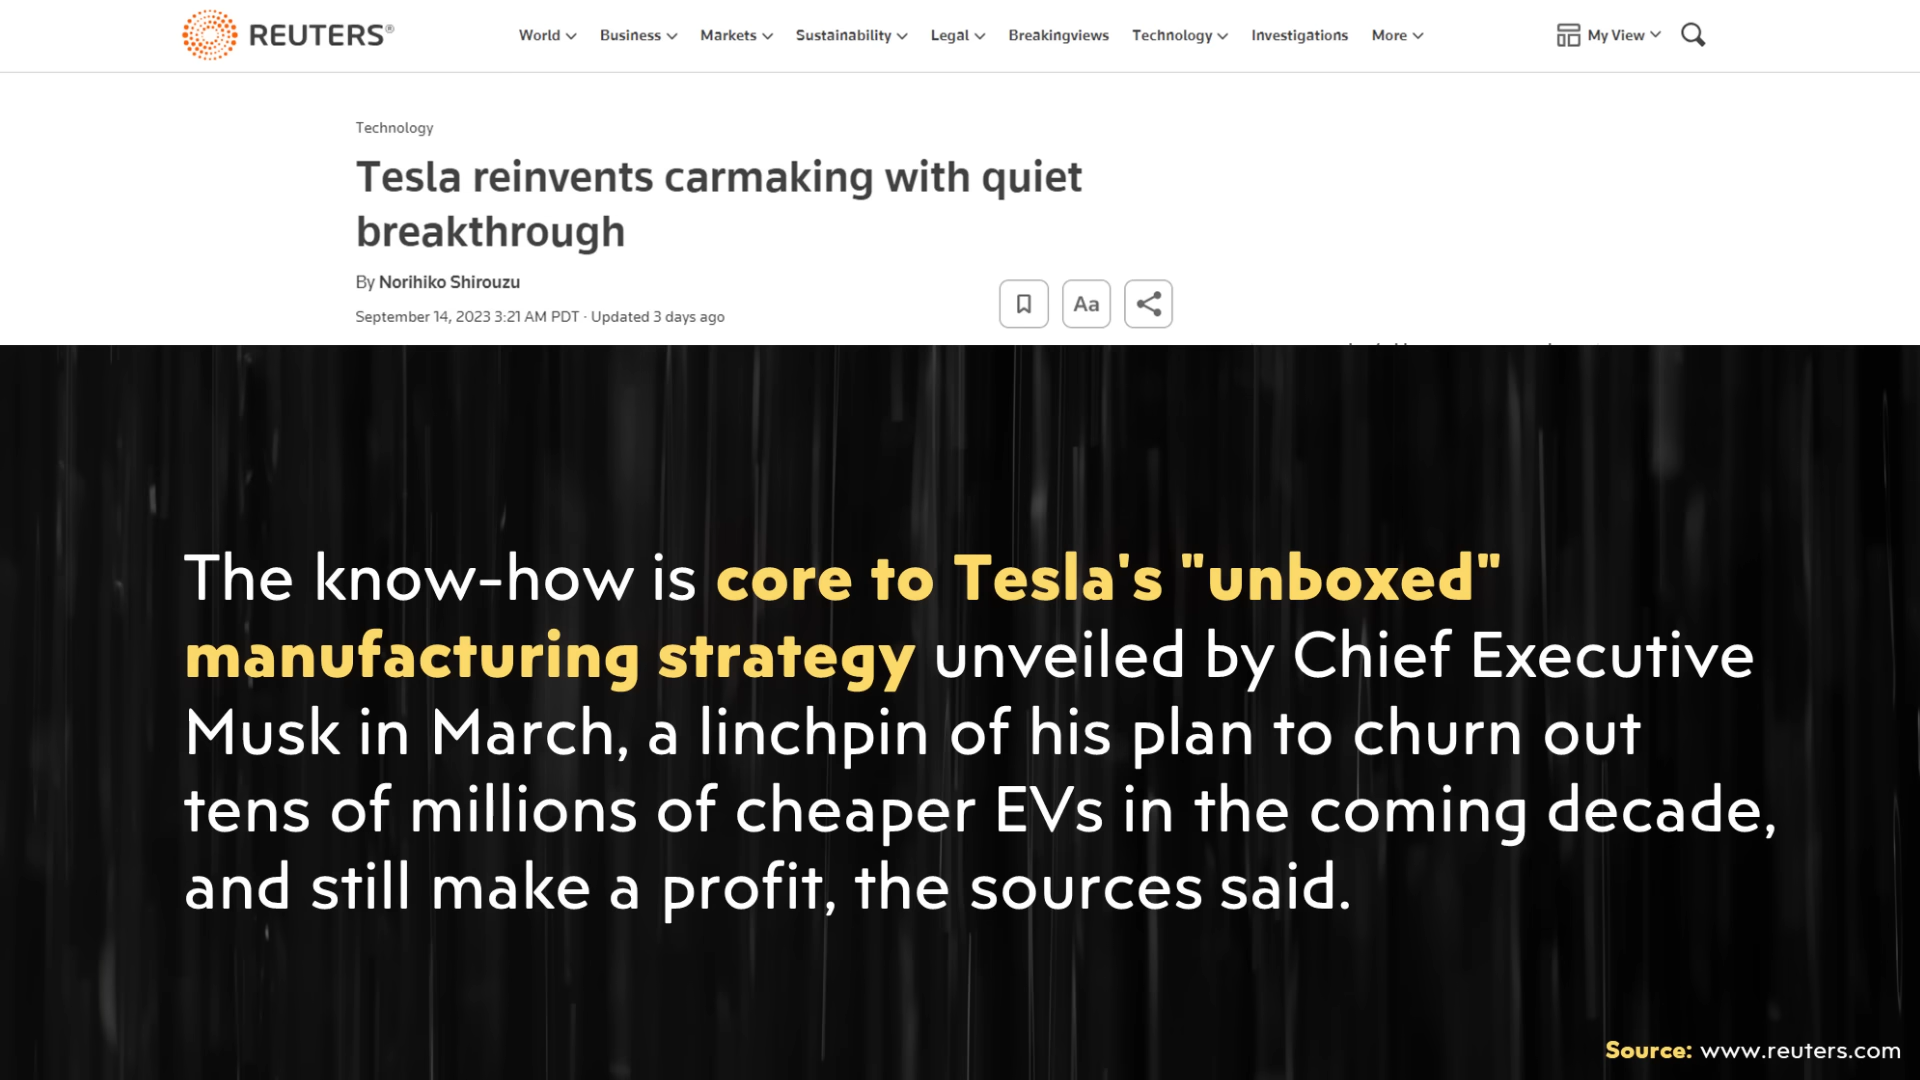 REUTERS®
World Business Markets Sustainability Legal Breakingviews Technology Investigations More My View
Technology
Tesla reinvents carmaking with quiet
breakthrough
By Norihiko Shirouzu
September 14, 2023 3:21 AM PDT · Updated 3 days ago
Aa
The know-how is core to Tesla's "unboxed"
manufacturing strategy unveiled by Chief Executive
Musk in March, a linchpin of his plan to churn out
tens of millions of cheaper EVs in the coming decade,
and still make a profit, the sources said.
Source: www.reuters.com